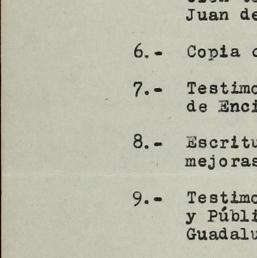 Juan de
6.- Copia
7.- Testimo
de Enci
8.- Escritu
mejoras
9.- Testimo
y Públi
Guadalu